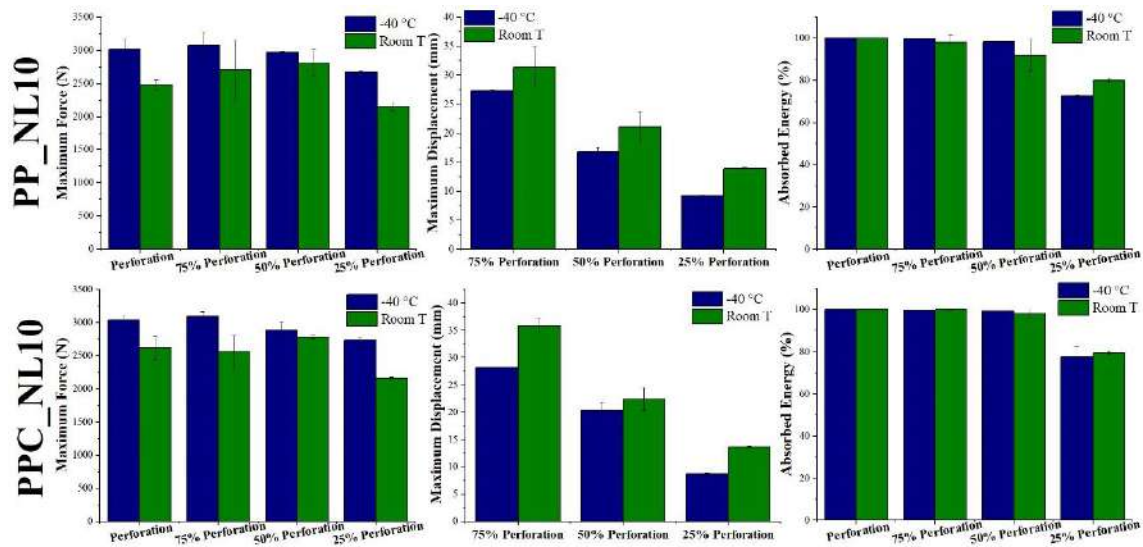 PP_NL10
Maximum Force (N)
3500
3000
2500
2000
1500
1000
500
0
-40 °C
Room T
Perforation
75% Perforation
50% Perforation
25% Perforation
Maximum Displacement (mm)
40
35
30
25
20
15
10
5
0
-40 °C
Room T
75% Perforation
50% Perforation
25% Perforation
Absorbed Energy (%)
100
80
60
40
20
0
-40 °C
Room T
Perforation
75% Perforation
50% Perforation
25% Perforation
PPC_NL10
Maximum Force (N)
3500
3000
2500
2000
1500
1000
500
0
-40 °C
Room T
Perforation
75% Perforation
50% Perforation
25% Perforation
Maximum Displacement (mm)
40
35
30
25
20
15
10
5
0
-40 °C
Room T
75% Perforation
50% Perforation
25% Perforation
Absorbed Energy (%)
100
80
60
40
20
0
-40 °C
Room T
Perforation
75% Perforation
50% Perforation
25% Perforation